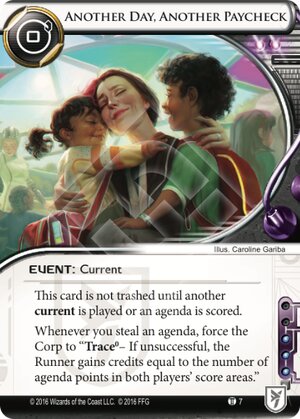 ANOTHER DAY, ANOTHER PAYCHECK
0
Illus. Caroline Gariba
EVENT: Current
This card is not trashed until another
current is played or an agenda is scored.
Whenever you steal an agenda, force the
Corp to “Trace⁰– If unsuccessful, the
Runner gains credits equal to the number of
agenda points in both players’ score areas.”
© 2016 Wizards of the Coast LLC. © 2016 FFG
7